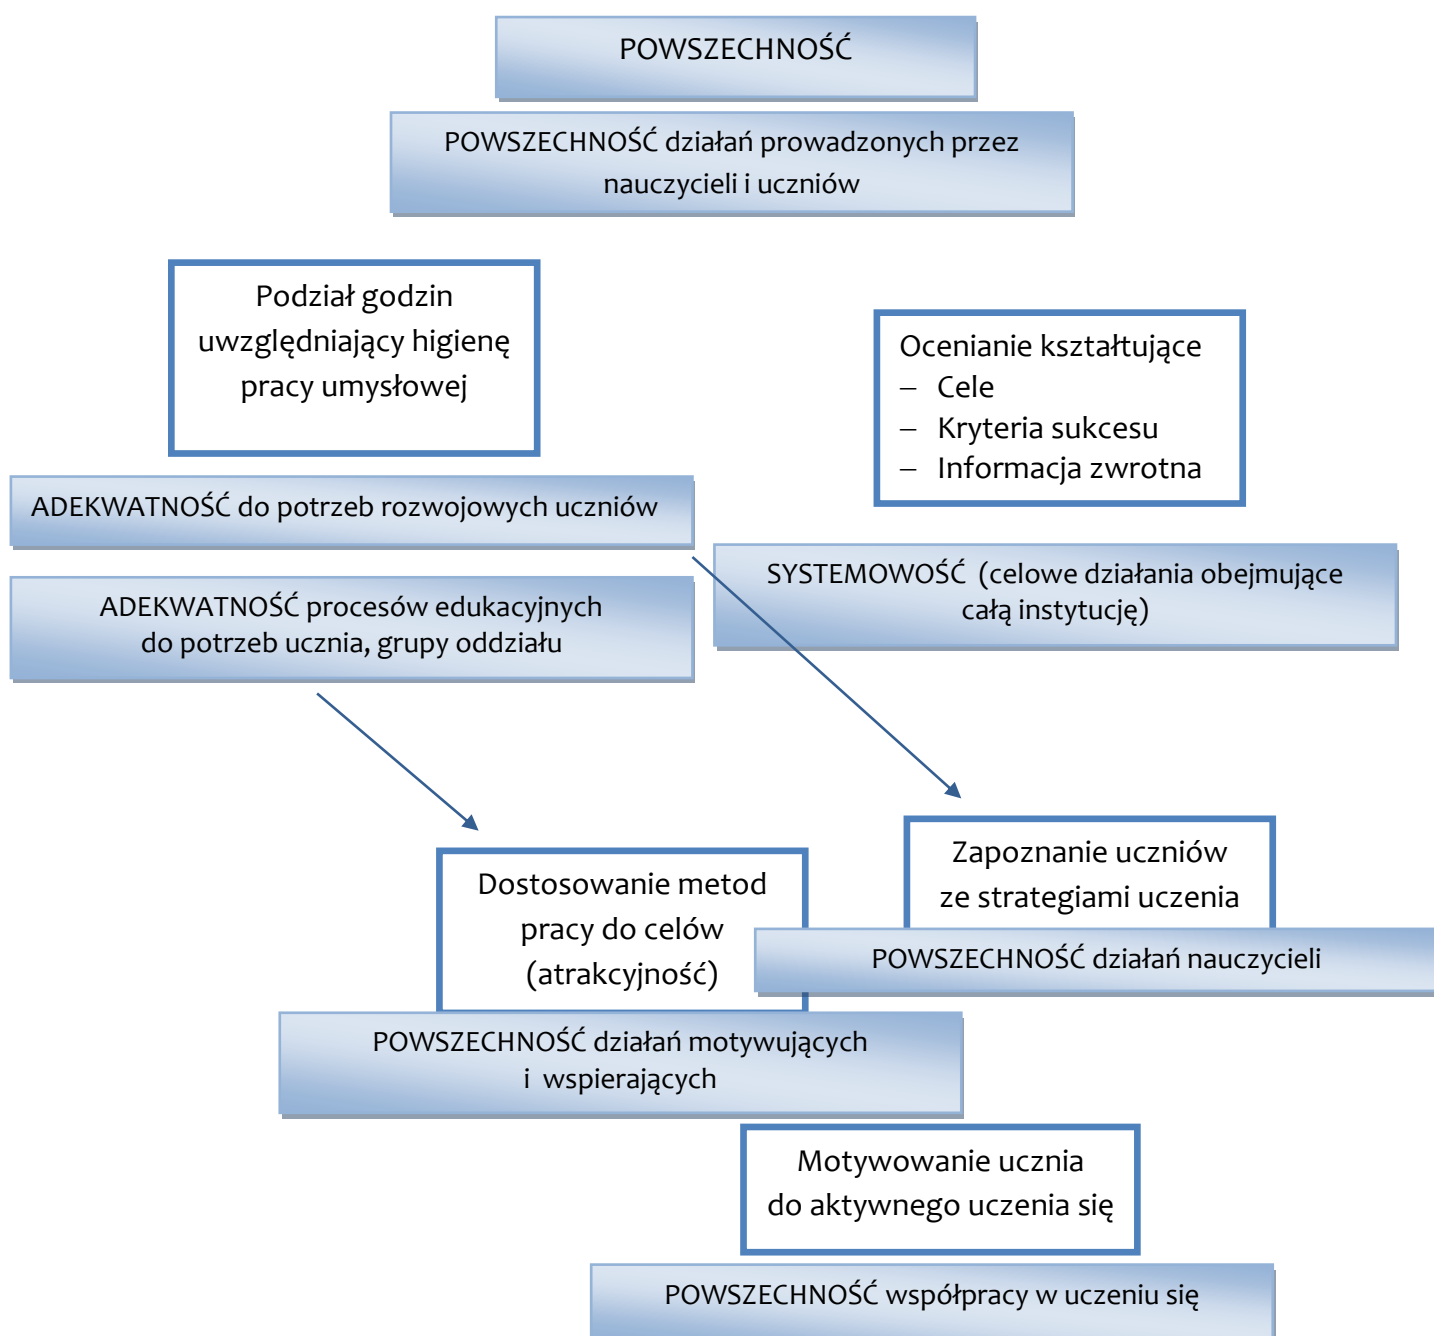 POWSZECHNOŚĆ
POWSZECHNOŚĆ działań prowadzonych przez
nauczycieli i uczniów
Podział godzin
uwzględniający higienę
pracy umysłowej
Ocenianie kształtujące
– Cele
– Kryteria sukcesu
– Informacja zwrotna
ADEKWATNOŚĆ do potrzeb rozwojowych uczniów
SYSTEMOWOŚĆ (celowe działania obejmujące
całą instytucję)
ADEKWATNOŚĆ procesów edukacyjnych
do potrzeb ucznia, grupy oddziału
Zapoznanie uczniów
ze strategiami uczenia
Dostosowanie metod
pracy do celów
(atrakcyjność)
POWSZECHNOŚĆ działań nauczycieli
POWSZECHNOŚĆ działań motywujących
i wspierających
Motywowanie ucznia
do aktywnego uczenia się
POWSZECHNOŚĆ współpracy w uczeniu się